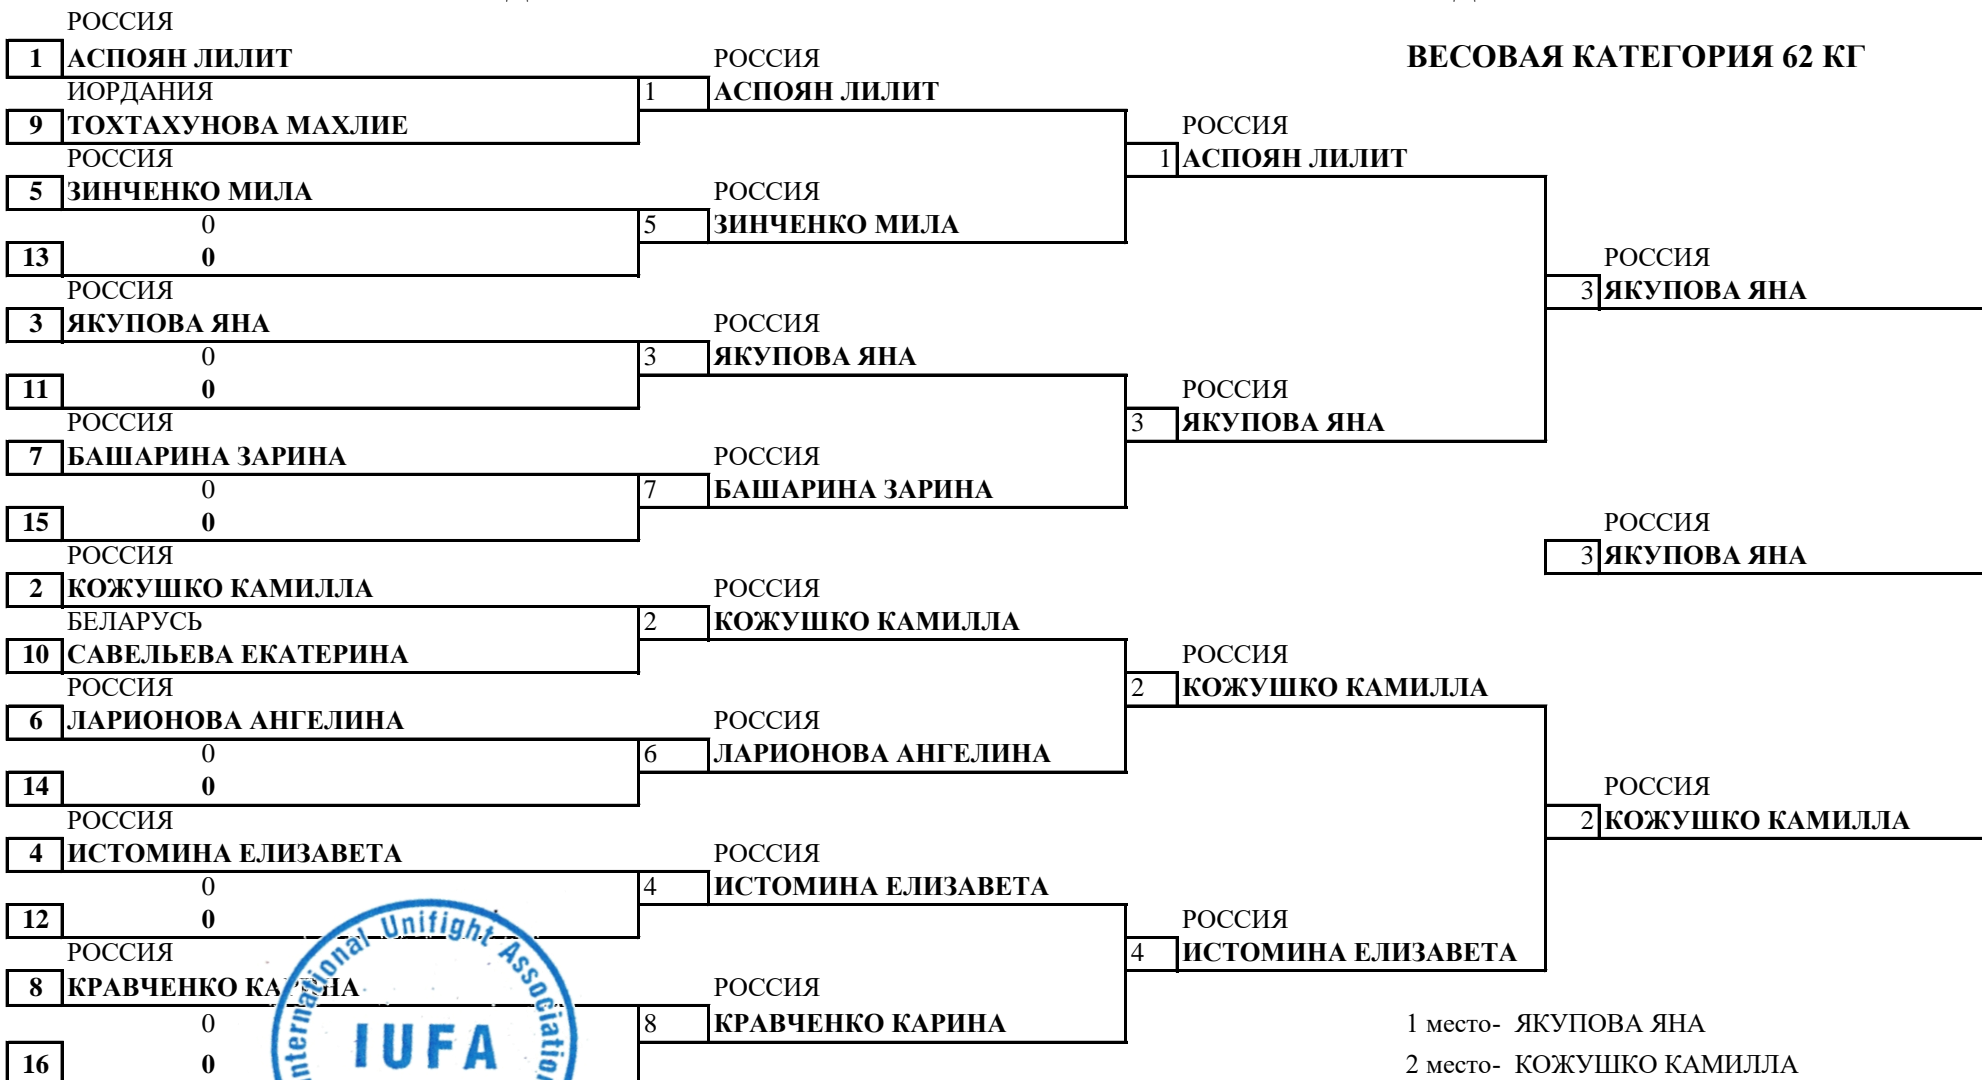 РОССИЯ
1 АСПОЯН ЛИЛИТ РОССИЯ ВЕСОВАЯ КАТЕГОРИЯ 62 КГ
ИОРДАНИЯ 1 АСПОЯН ЛИЛИТ
9 ТОХТАХУНОВА МАХЛИЕ РОССИЯ
РОССИЯ 1 АСПОЯН ЛИЛИТ
5 ЗИНЧЕНКО МИЛА РОССИЯ
0 5 ЗИНЧЕНКО МИЛА
13 0 РОССИЯ
РОССИЯ 3 ЯКУПОВА ЯНА
3 ЯКУПОВА ЯНА РОССИЯ
0 3 ЯКУПОВА ЯНА
11 0 РОССИЯ
РОССИЯ 3 ЯКУПОВА ЯНА
7 БАШАРИНА ЗАРИНА РОССИЯ
0 7 БАШАРИНА ЗАРИНА
15 0 РОССИЯ
РОССИЯ 3 ЯКУПОВА ЯНА
2 КОЖУШКО КАМИЛЛА РОССИЯ
БЕЛАРУСЬ 2 КОЖУШКО КАМИЛЛА
10 САВЕЛЬЕВА ЕКАТЕРИНА РОССИЯ
РОССИЯ 2 КОЖУШКО КАМИЛЛА
6 ЛАРИОНОВА АНГЕЛИНА РОССИЯ
0 6 ЛАРИОНОВА АНГЕЛИНА
14 0 РОССИЯ
РОССИЯ 2 КОЖУШКО КАМИЛЛА
4 ИСТОМИНА ЕЛИЗАВЕТА РОССИЯ
0 4 ИСТОМИНА ЕЛИЗАВЕТА
12 0 РОССИЯ
РОССИЯ 4 ИСТОМИНА ЕЛИЗАВЕТА
8 КРАВЧЕНКО КАРИНА РОССИЯ
0 8 КРАВЧЕНКО КАРИНА 1 место- ЯКУПОВА ЯНА
16 0 2 место- КОЖУШКО КАМИЛЛА
International Unifight Association
IUFA